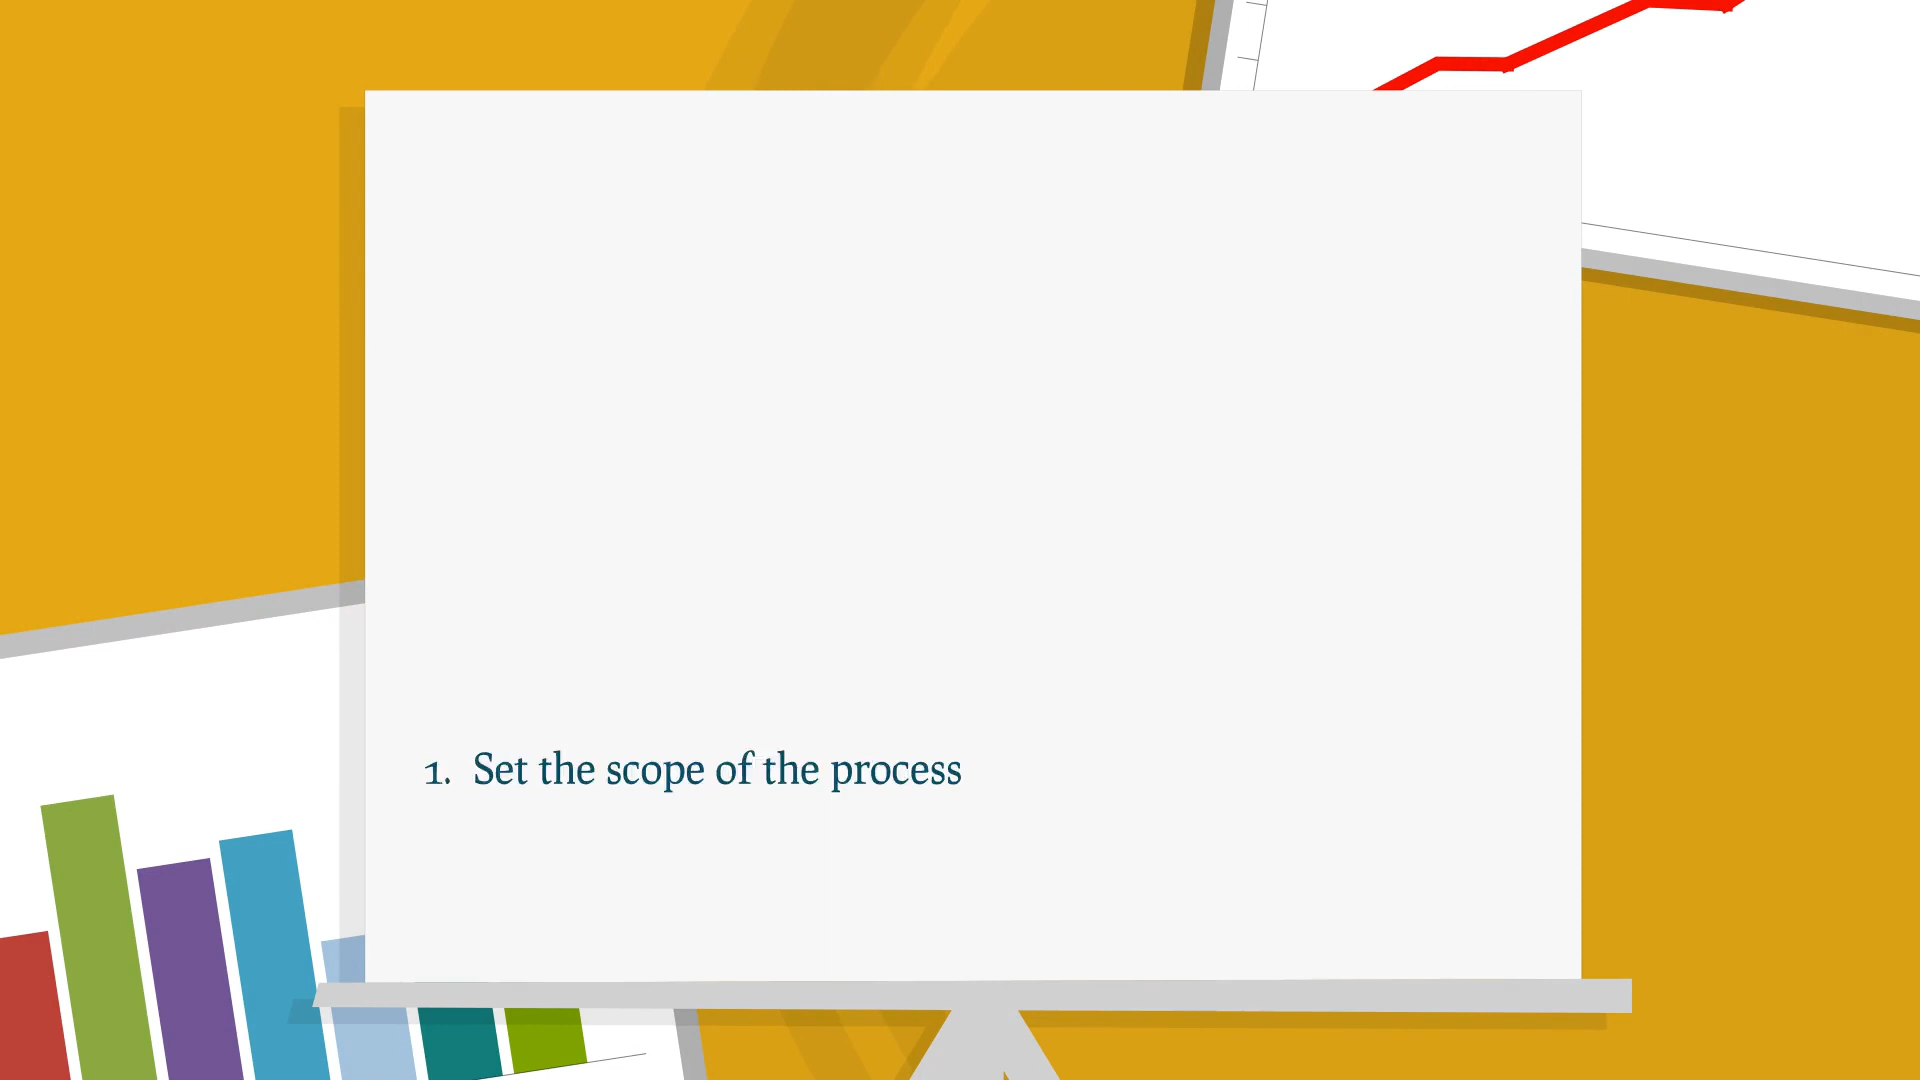 1. Set the scope of the process